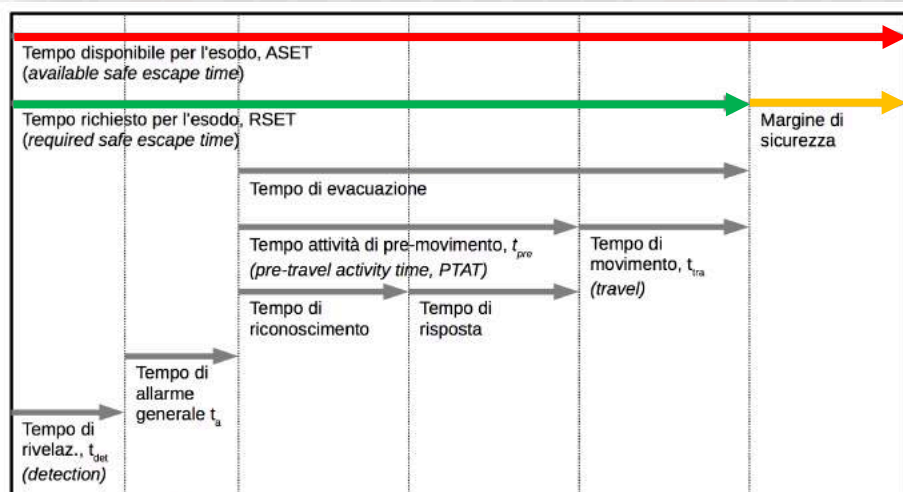 Tempo disponibile per l'esodo, ASET
(available safe escape time)
Tempo richiesto per l'esodo, RSET
(required safe escape time)
Margine di
sicurezza
Tempo di evacuazione
Tempo attività di pre-movimento, tpre
(pre-travel activity time, PTAT)
Tempo di
movimento, ttra
(travel)
Tempo di
riconoscimento
Tempo di
risposta
Tempo di
allarme
generale ta
Tempo di
rivelaz., tdet
(detection)